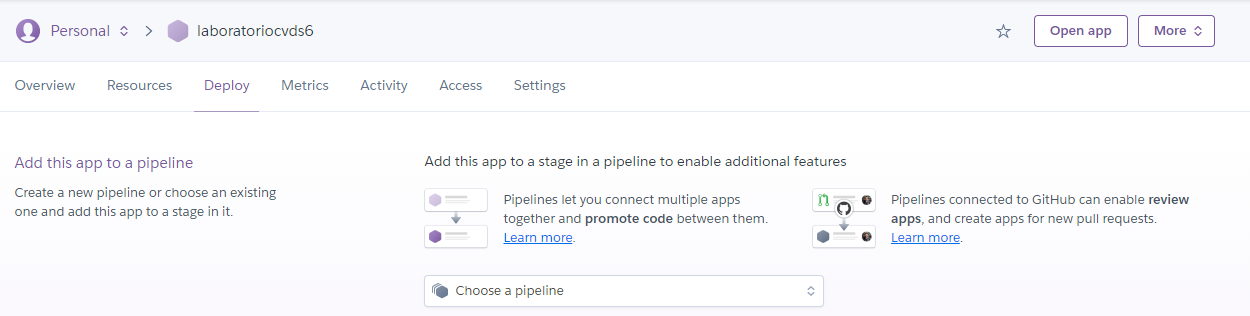 Personal
laboratoriocvds6
Open app
More
Overview
Resources
Deploy
Metrics
Activity
Access
Settings
Add this app to a pipeline
Create a new pipeline or choose an existing
one and add this app to a stage in it.
Add this app to a stage in a pipeline to enable additional features
Pipelines let you connect multiple apps
together and promote code between them.
Learn more.
Pipelines connected to GitHub can enable review
apps, and create apps for new pull requests.
Learn more.
Choose a pipeline